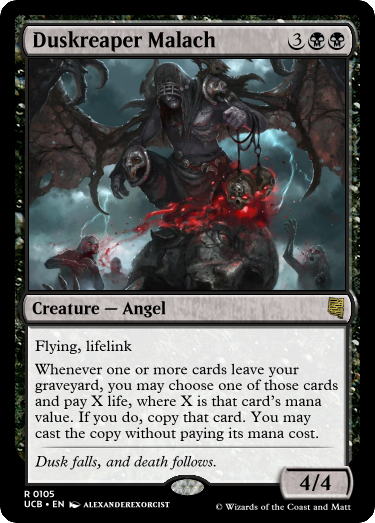 Duskreaper Malach 3
Creature — Angel
Flying, lifelink
Whenever one or more cards leave your
graveyard, you may choose one of those cards
and pay X life, where X is that card's mana
value. If you do, copy that card. You may
cast the copy without paying its mana cost.
Dusk falls, and death follows.
4/4
R 0105
UCB • EN ALEXANDEREXORCIST
© Wizards of the Coast and Matt